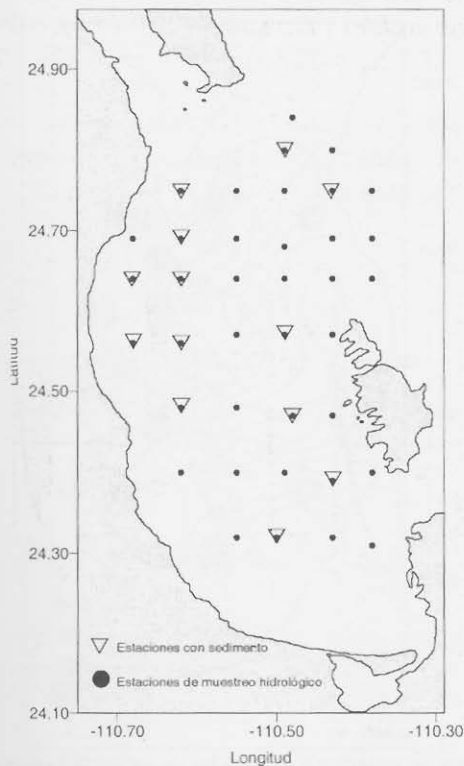 24.90
24.70
24.50
24.30
24.10
Latitud
Estaciones con sedimento
Estaciones de muestreo hidrológico
-110.70
-110.50
-110.30
Longitud